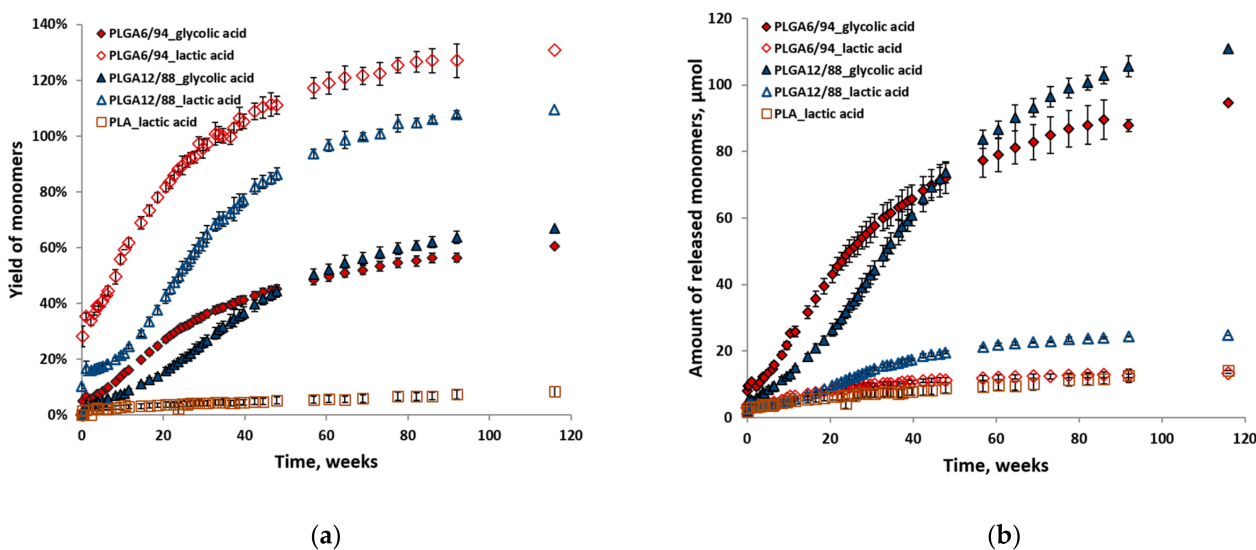 140%
120%
100%
80%
60%
40%
20%
0%
Yield of monomers
0 20 40 60 80 100 120
Time, weeks
PLGA6/94_glycolic acid
PLGA6/94_lactic acid
PLGA12/88_glycolic acid
PLGA12/88_lactic acid
PLA_lactic acid
(a)
120
100
80
60
40
20
0
Amount of released monomers, µmol
0 20 40 60 80 100 120
Time, weeks
PLGA6/94_glycolic acid
PLGA6/94_lactic acid
PLGA12/88_glycolic acid
PLGA12/88_lactic acid
PLA_lactic acid
(b)